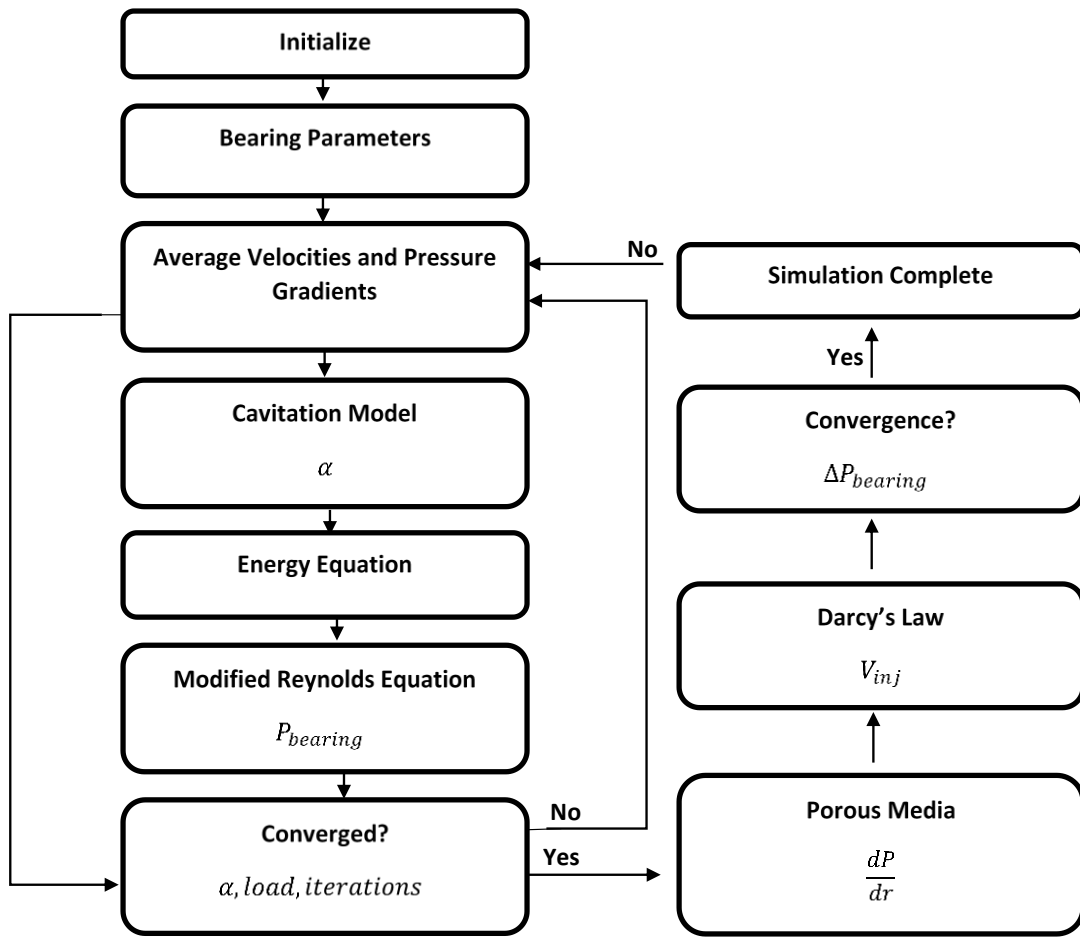 Initialize
Bearing Parameters
Average Velocities and Pressure
Gradients
Cavitation Model
α
Energy Equation
Modified Reynolds Equation
P_bearing
Converged?
α, load, iterations
No
Yes
Porous Media
dP
dr
Darcy’s Law
V_inj
Convergence?
ΔP_bearing
Yes
Simulation Complete
No